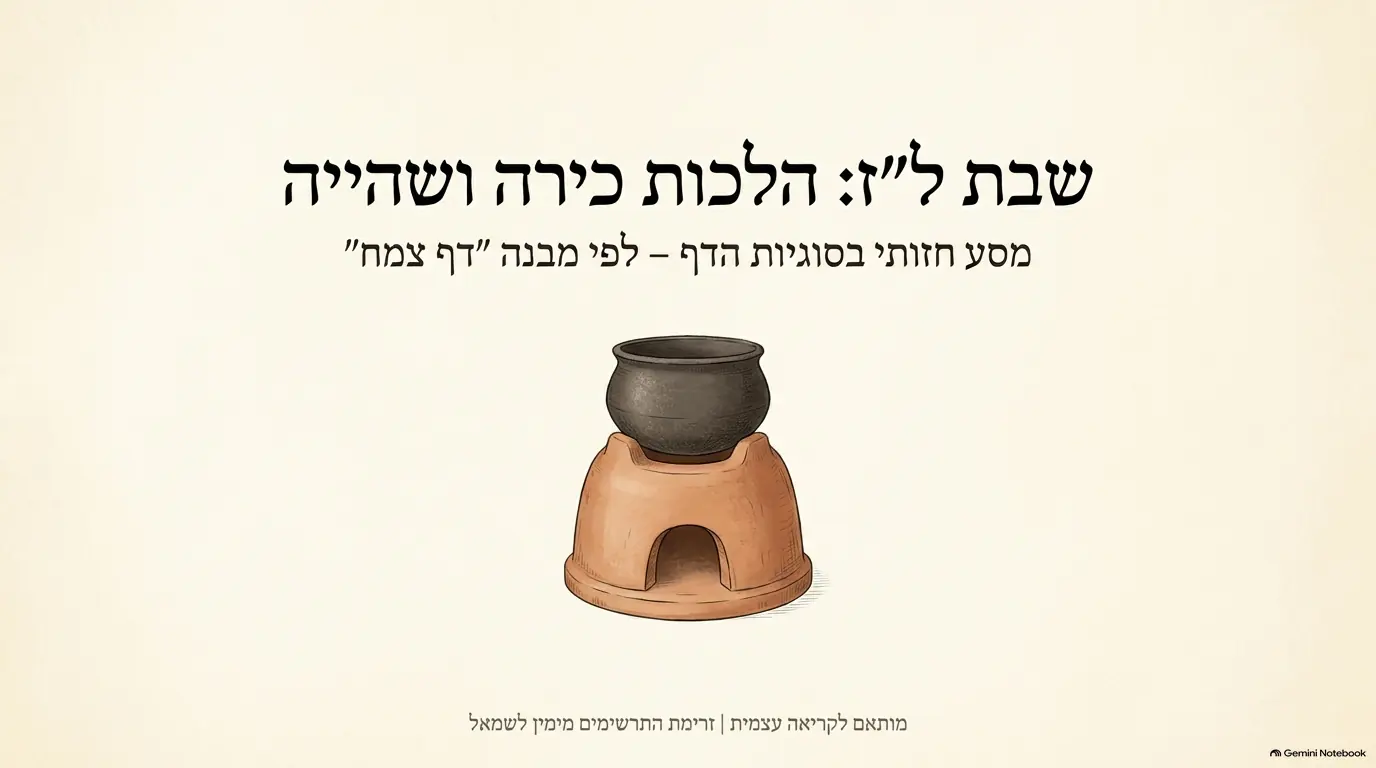 שבת ל"ז: הלכות כירה ושהייה
מסע חזותי בסוגיות הדף – לפי מבנה "דף צמח"
מותאם לקריאה עצמית | זרימת התרשימים מימין לשמאל
Gemini Notebook